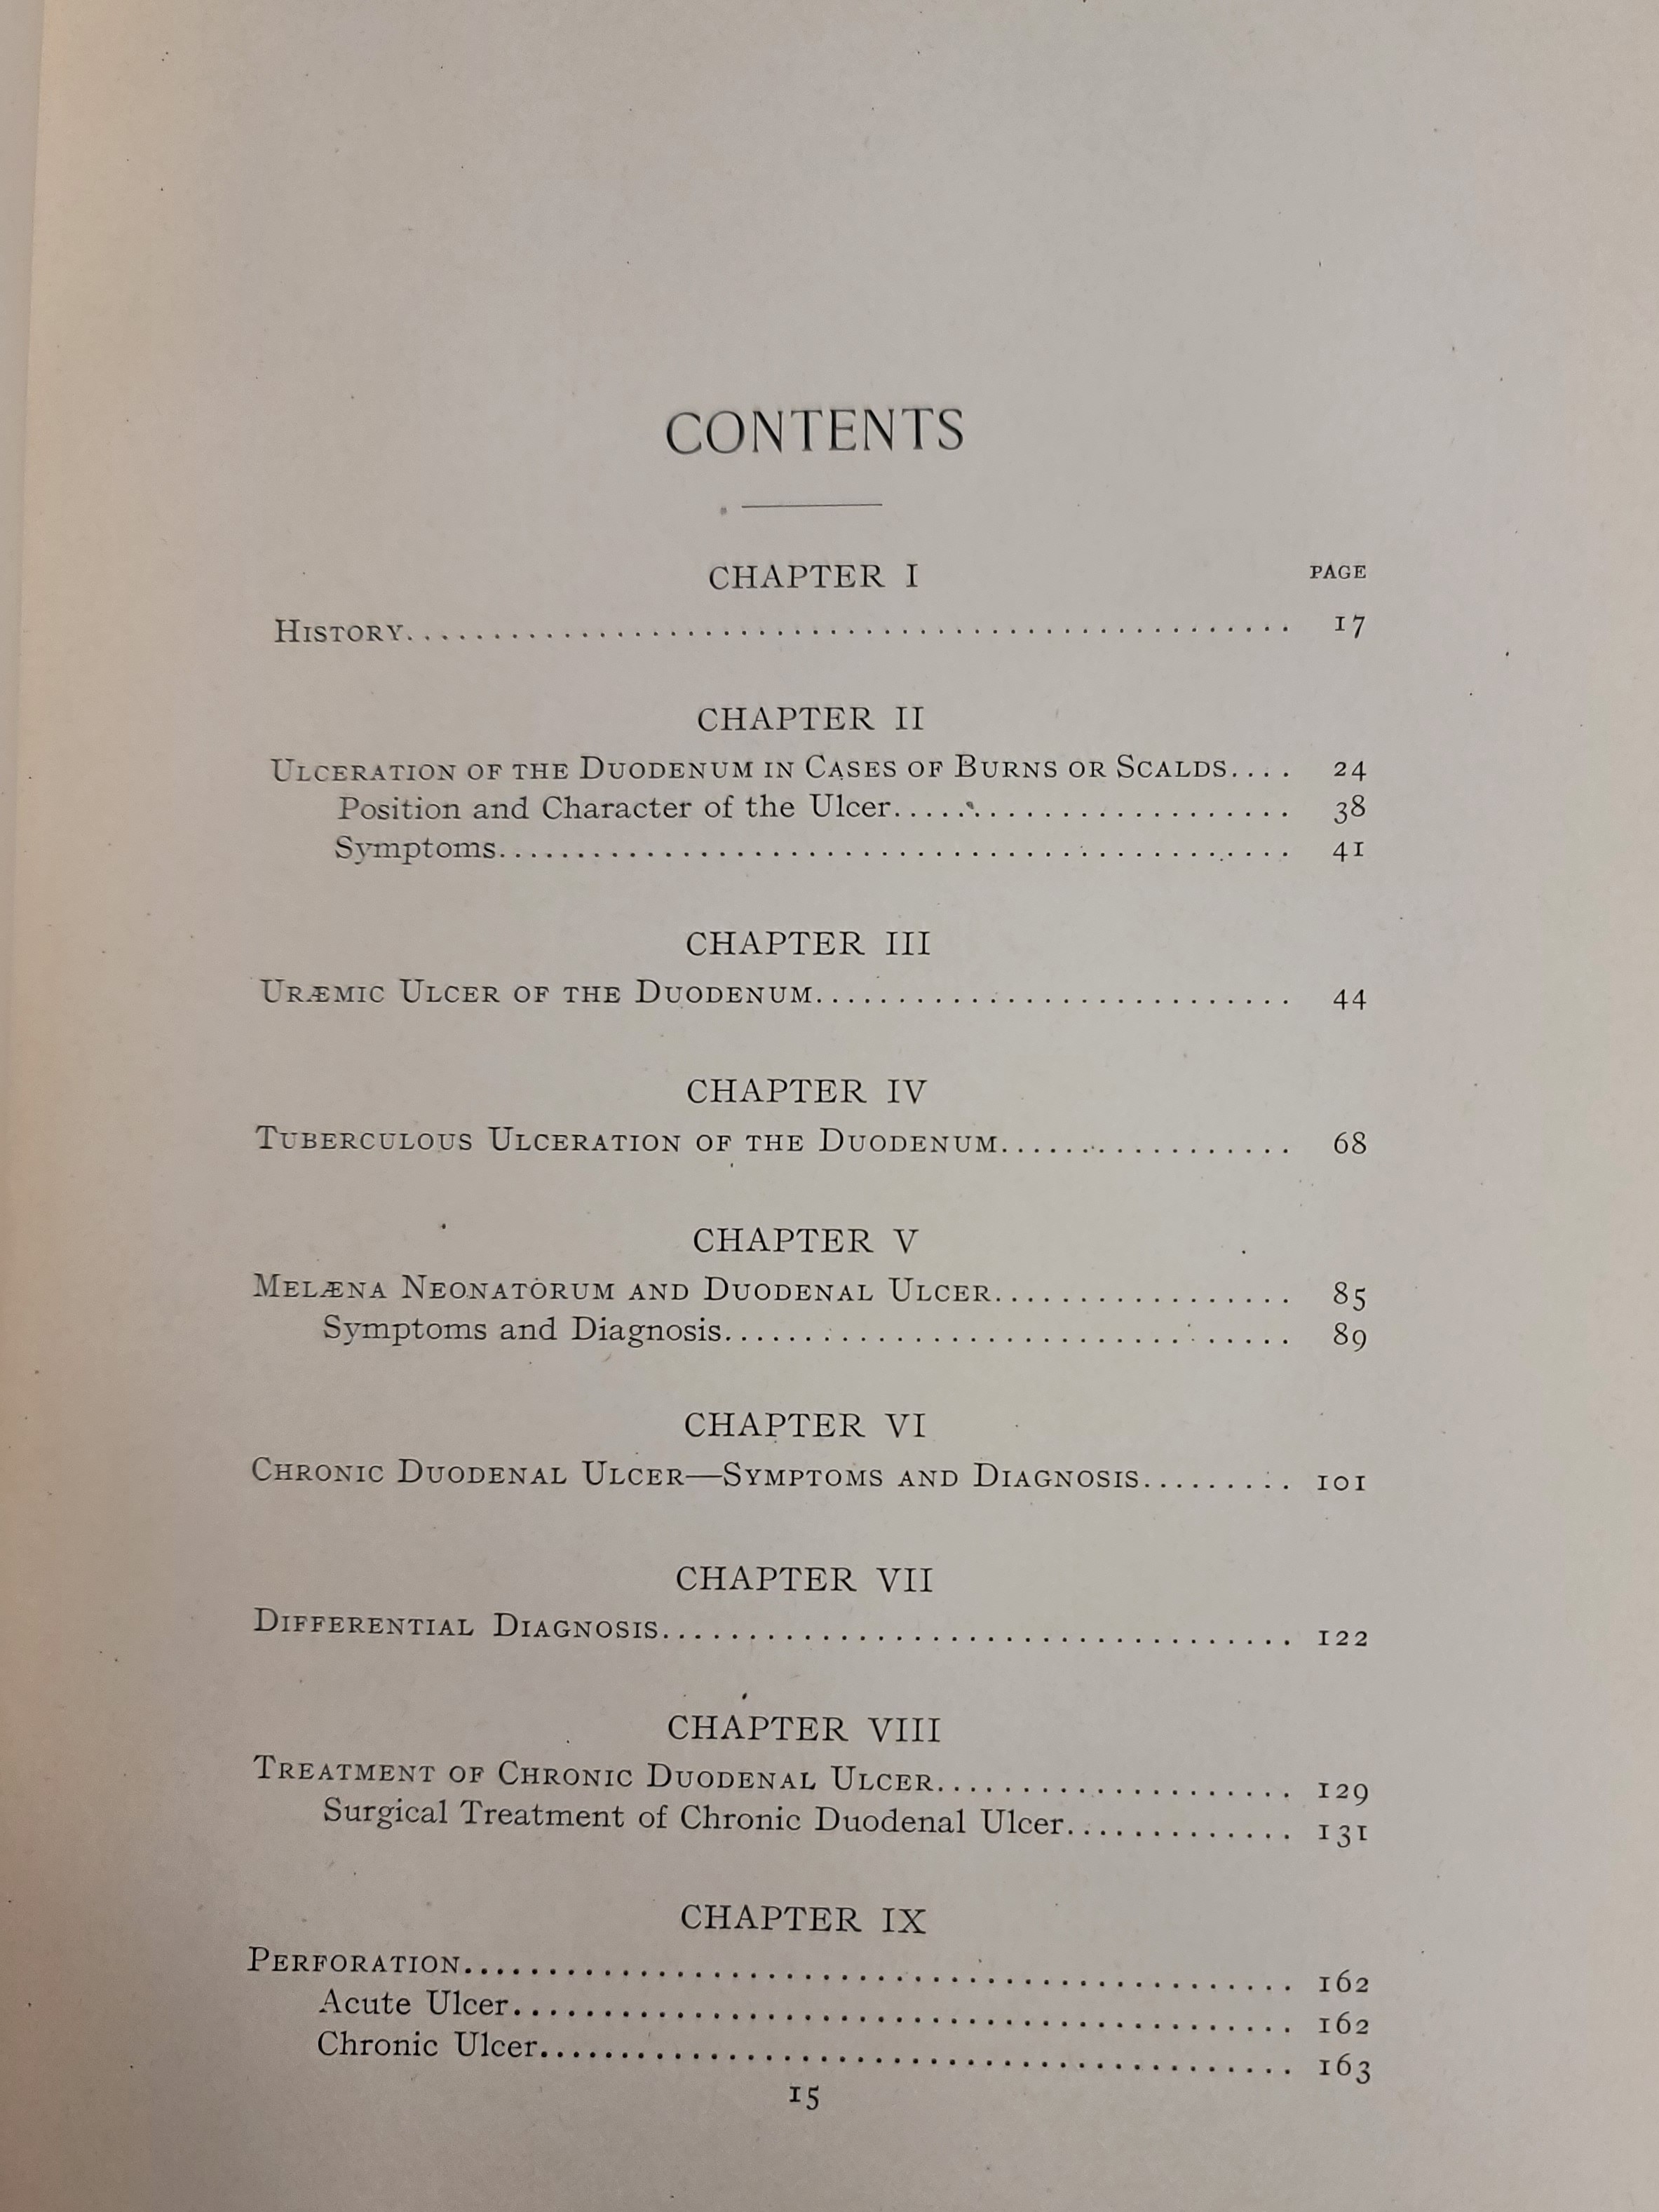 CONTENTS
CHAPTER I PAGE
HISTORY................................................ 17
CHAPTER II
ULCERATION OF THE DUODENUM IN CASES OF BURNS OR SCALDS.... 24
Position and Character of the Ulcer..................... 38
Symptoms......................................... 41
CHAPTER III
URÆMIC ULCER OF THE DUODENUM.......................... 44
CHAPTER IV
TUBERCULOUS ULCERATION OF THE DUODENUM................. 68
CHAPTER V
MELÆNA NEONATORUM AND DUODENAL ULCER................. 85
Symptoms and Diagnosis............................. 89
CHAPTER VI
CHRONIC DUODENAL ULCER—SYMPTOMS AND DIAGNOSIS......... 101
CHAPTER VII
DIFFERENTIAL DIAGNOSIS................................... 122
CHAPTER VIII
TREATMENT OF CHRONIC DUODENAL ULCER.................... 129
Surgical Treatment of Chronic Duodenal Ulcer............. 131
CHAPTER IX
PERFORATION.............................................. 162
Acute Ulcer.......................................... 162
Chronic Ulcer......................................... 163
15